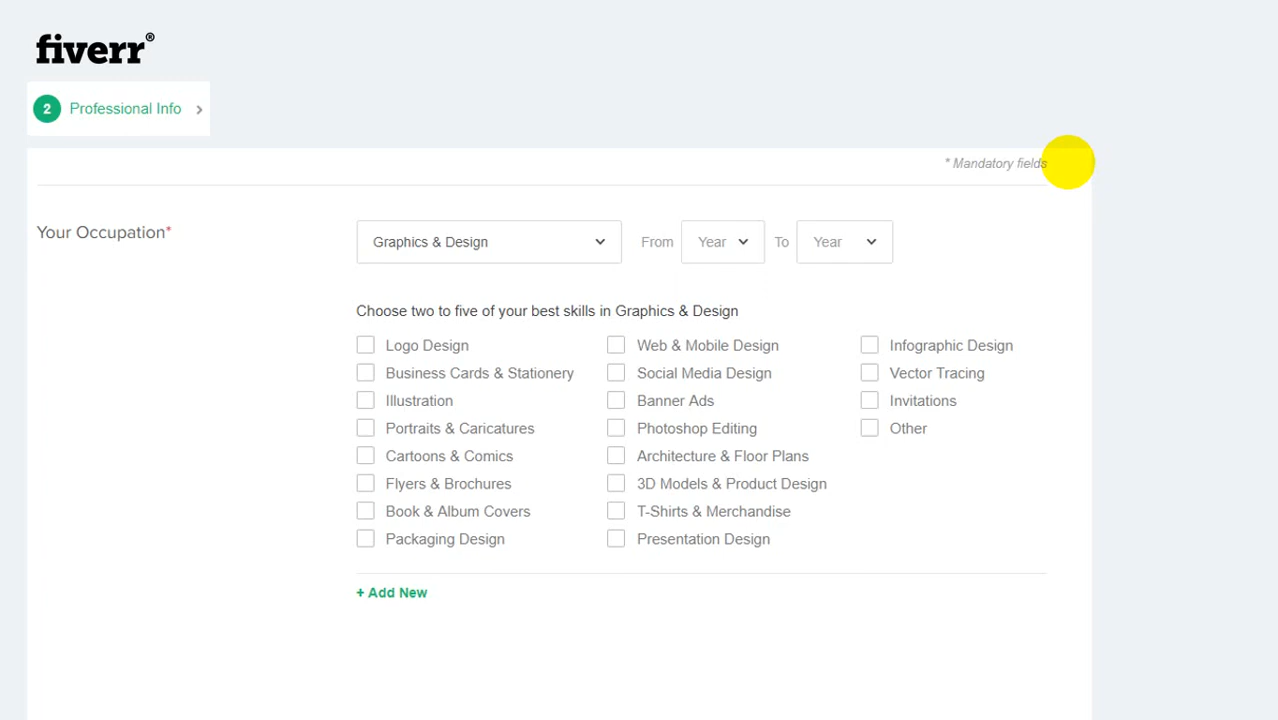 fiverr®
2 Professional Info >
* Mandatory fields
Your Occupation* Graphics & Design From Year To Year
Choose two to five of your best skills in Graphics & Design
Logo Design Web & Mobile Design Infographic Design
Business Cards & Stationery Social Media Design Vector Tracing
Illustration Banner Ads Invitations
Portraits & Caricatures Photoshop Editing Other
Cartoons & Comics Architecture & Floor Plans
Flyers & Brochures 3D Models & Product Design
Book & Album Covers T-Shirts & Merchandise
Packaging Design Presentation Design
+ Add New